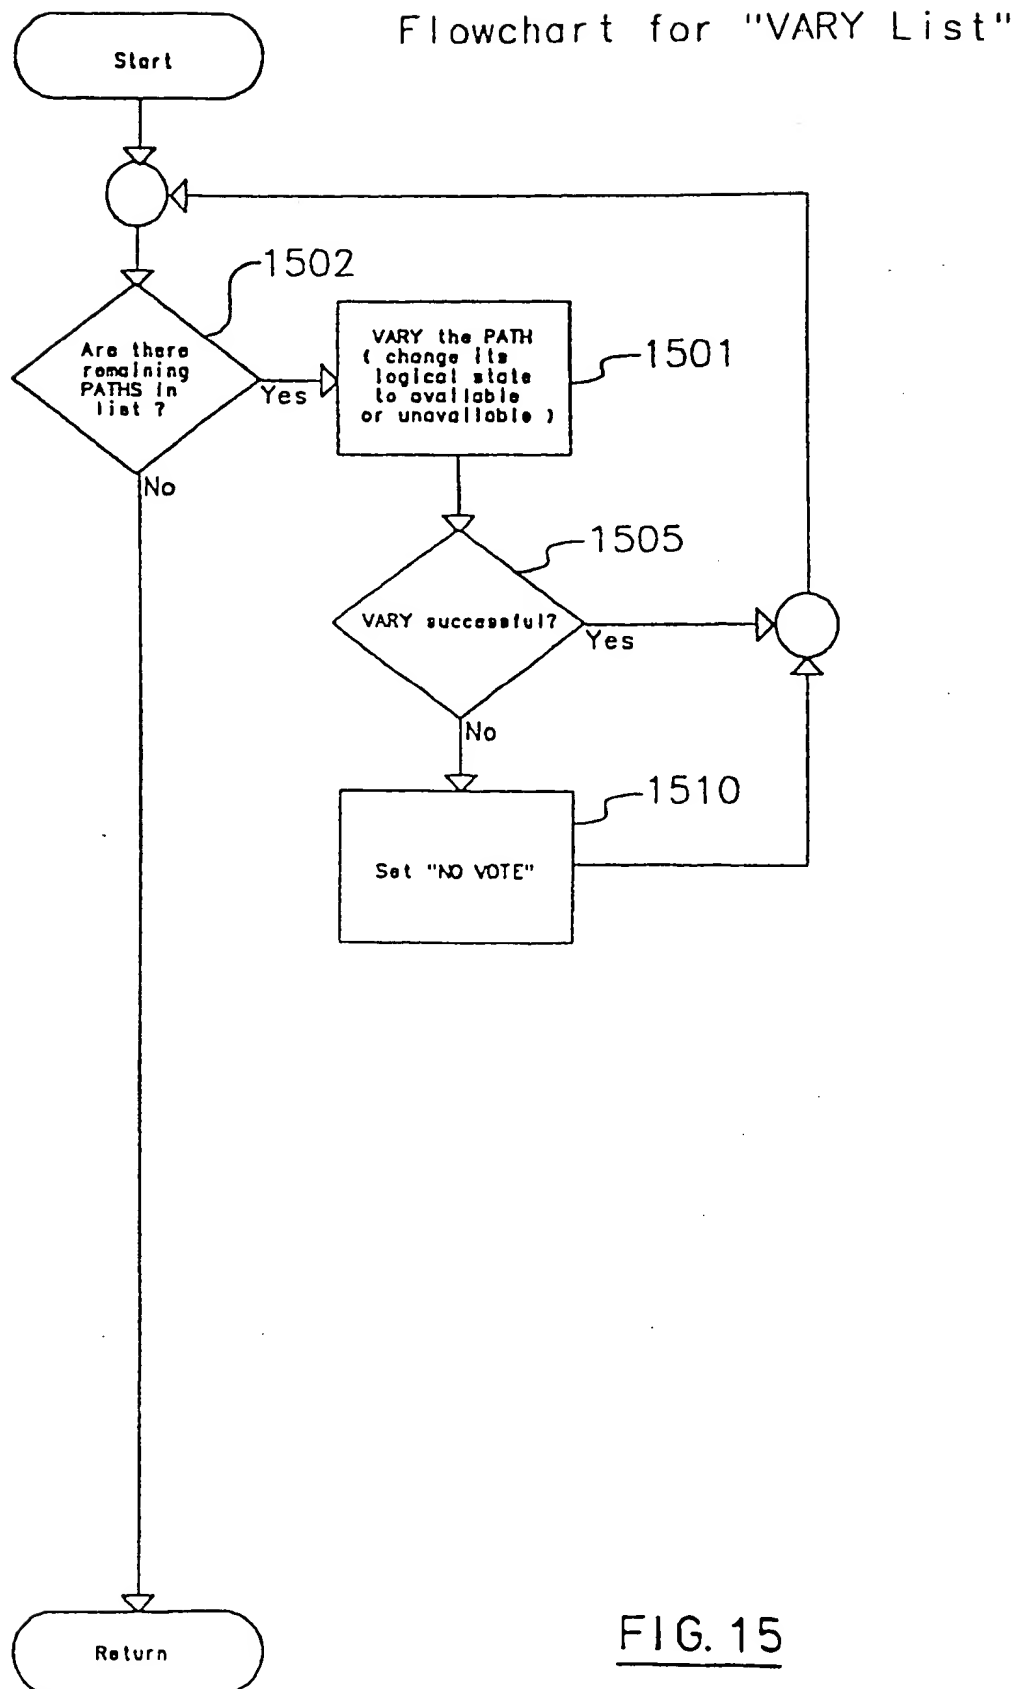 Flowchart for "VARY List"
Start
1502
Are there
remaining
PATHS in
list ?
Yes
No
VARY the PATH
( change its
logical state
to available
or unavailable )
1501
1505
VARY successful?
Yes
No
1510
Set "NO VOTE"
Return
FIG. 15